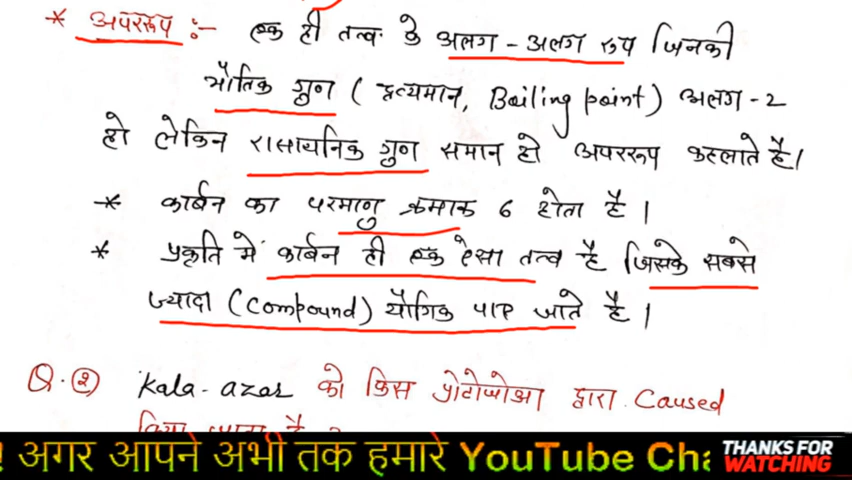 * अपररूप :- एक ही तत्व के अलग-अलग रूप जिनकी
भौतिक गुण ( द्रव्यमान, Boiling point) अलग-2
हो लेकिन रासायनिक गुण समान हो अपररूप कहलाते है।
* कार्बन का परमाणु क्रमाक 6 होता है।
* प्रकृति में कार्बन ही एक ऐसा तत्व है जिसके सबसे
ज्यादा (Compound) यौगिक पाए जाते है।
Q.② Kala-azar को किस प्रोटोजोआ द्वारा Caused
किया जाता है ?
! अगर आपने अभी तक हमारे YouTube Cha
THANKS FOR
WATCHING